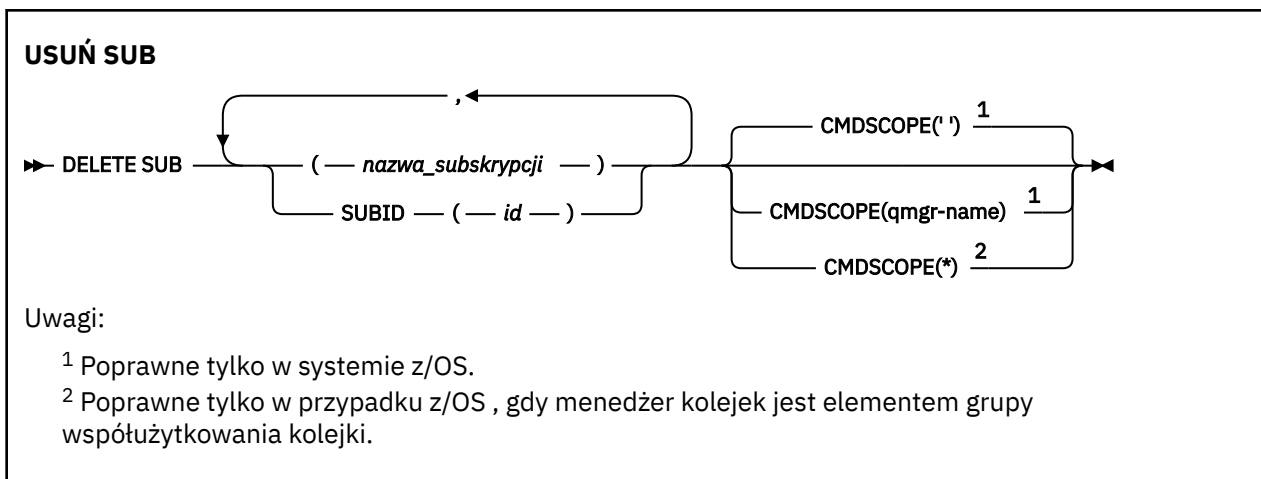 USUŃ SUB
,
DELETE SUB ( nazwa_subskrypcji )
SUBID ( id )
CMDSCOPE(' ') 1
CMDSCOPE(qmgr-name) 1
CMDSCOPE(*) 2
Uwagi:
1 Poprawne tylko w systemie z/OS.
2 Poprawne tylko w przypadku z/OS , gdy menedżer kolejek jest elementem grupy
współużytkowania kolejki.